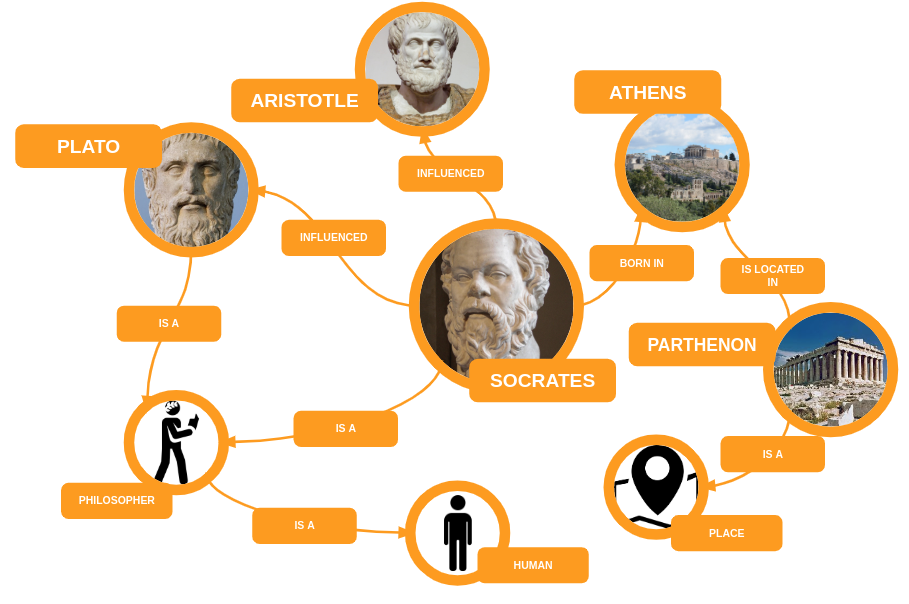 ARISTOTLE
ATHENS
PLATO
INFLUENCED
INFLUENCED
BORN IN
IS LOCATED
IN
IS A
PARTHENON
SOCRATES
IS A
IS A
PHILOSOPHER
IS A
PLACE
HUMAN